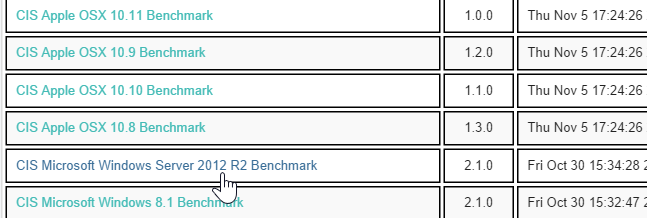 CIS Apple OSX 10.11 Benchmark 1.0.0 Thu Nov 5 17:24:26
CIS Apple OSX 10.9 Benchmark 1.2.0 Thu Nov 5 17:24:26
CIS Apple OSX 10.10 Benchmark 1.1.0 Thu Nov 5 17:24:26
CIS Apple OSX 10.8 Benchmark 1.3.0 Thu Nov 5 17:24:26
CIS Microsoft Windows Server 2012 R2 Benchmark 2.1.0 Fri Oct 30 15:34:28 2
CIS Microsoft Windows 8.1 Benchmark 2.1.0 Fri Oct 30 15:32:47 2